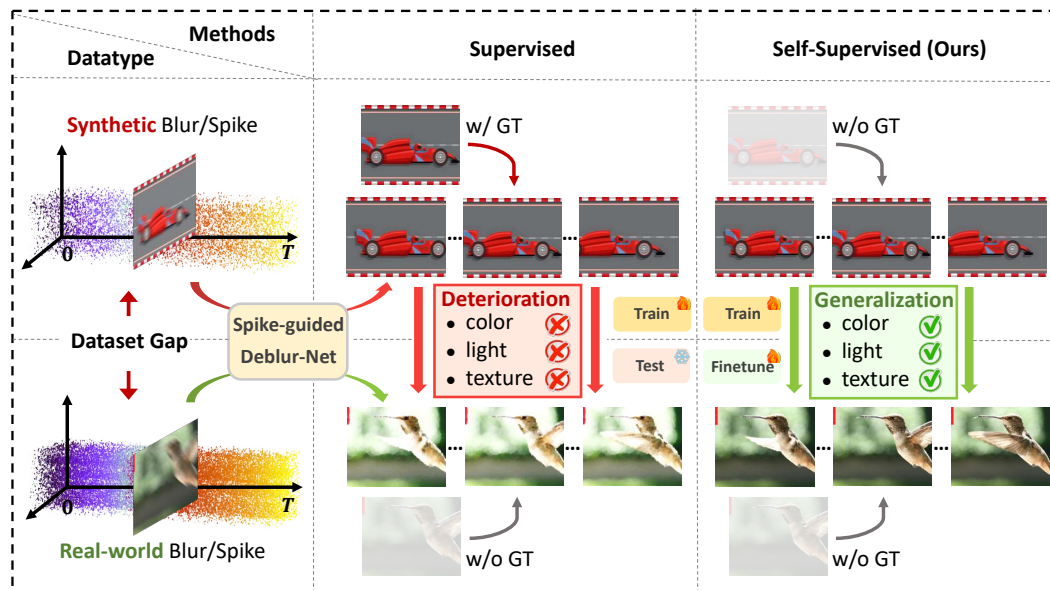 Methods
Datatype
Supervised
Self-Supervised (Ours)
Synthetic Blur/Spike
w/ GT
w/o GT
0
T
Dataset Gap
Spike-guided
Deblur-Net
Deterioration
• color
• light
• texture
Train
Test
Train
Finetune
Generalization
• color
• light
• texture
0
T
Real-world Blur/Spike
w/o GT
w/o GT